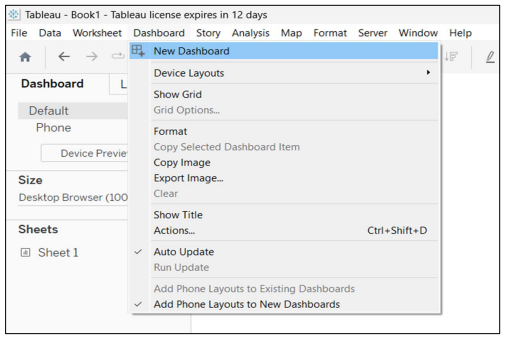 Tableau - Book1 - Tableau license expires in 12 days
File Data Worksheet Dashboard Story Analysis Map Format Server Window Help
New Dashboard
Device Layouts
Show Grid
Grid Options...
Format
Copy Selected Dashboard Item
Copy Image
Export Image...
Clear
Show Title
Actions... Ctrl+Shift+D
Auto Update
Run Update
Add Phone Layouts to Existing Dashboards
Add Phone Layouts to New Dashboards
Dashboard L
Default
Phone
Device Previe
Size
Desktop Browser (100
Sheets
Sheet 1